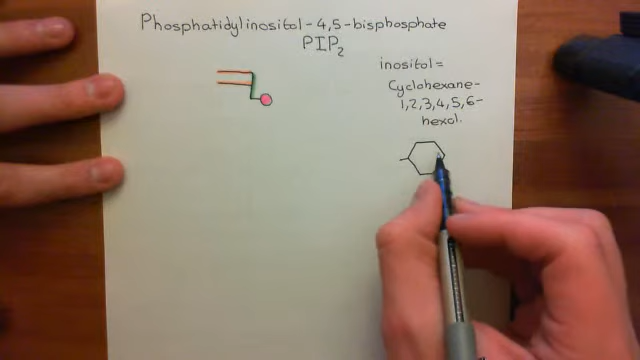 Phosphatidylinositol-4,5-bisphosphate
PIP2
inositol=
Cyclohexane-
1,2,3,4,5,6-
hexol.